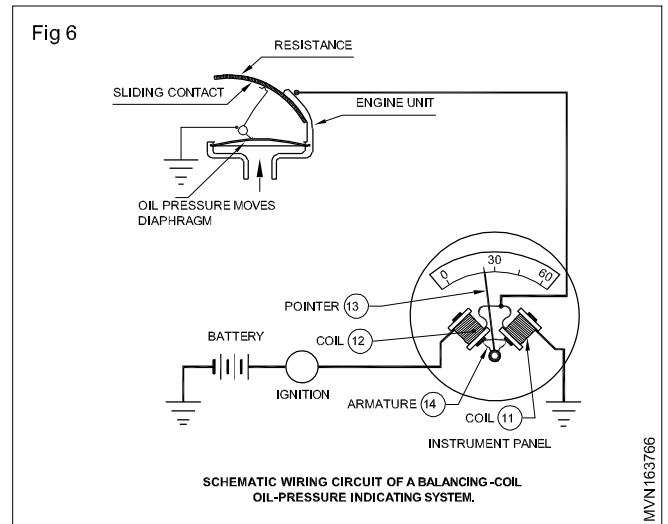 Fig 6
RESISTANCE
SLIDING CONTACT
ENGINE UNIT
OIL PRESSURE MOVES
DIAPHRAGM
0 30 60
POINTER 13
BATTERY
COIL 12
IGNITION
ARMATURE 14
COIL 11
INSTRUMENT PANEL
SCHEMATIC WIRING CIRCUIT OF A BALANCING-COIL
OIL-PRESSURE INDICATING SYSTEM.
MVN163766